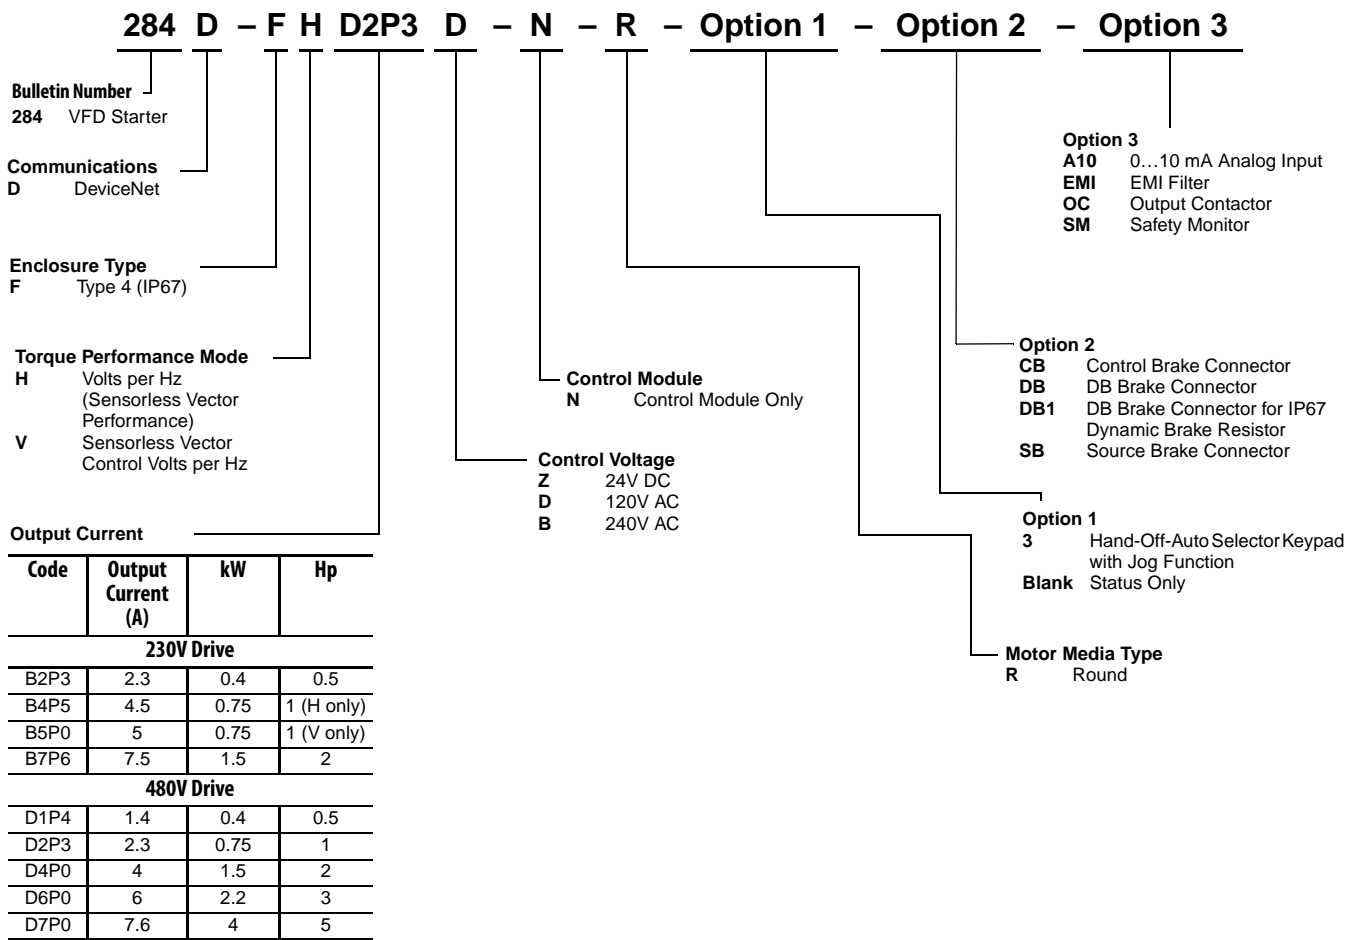 284 D – F H D2P3 D – N – R – Option 1 – Option 2 – Option 3
Bulletin Number
284 VFD Starter
Communications
D DeviceNet
Enclosure Type
F Type 4 (IP67)
Torque Performance Mode
H Volts per Hz
(Sensorless Vector
Performance)
V Sensorless Vector
Control Volts per Hz
Output Current
Code Output Current (A) kW Hp
230V Drive
B2P3 2.3 0.4 0.5
B4P5 4.5 0.75 1 (H only)
B5P0 5 0.75 1 (V only)
B7P6 7.5 1.5 2
480V Drive
D1P4 1.4 0.4 0.5
D2P3 2.3 0.75 1
D4P0 4 1.5 2
D6P0 6 2.2 3
D7P0 7.6 4 5
Control Module
N Control Module Only
Control Voltage
Z 24V DC
D 120V AC
B 240V AC
Option 3
A10 0…10 mA Analog Input
EMI EMI Filter
OC Output Contactor
SM Safety Monitor
Option 2
CB Control Brake Connector
DB DB Brake Connector
DB1 DB Brake Connector for IP67
Dynamic Brake Resistor
SB Source Brake Connector
Option 1
3 Hand-Off-Auto Selector Keypad
with Jog Function
Blank Status Only
Motor Media Type
R Round